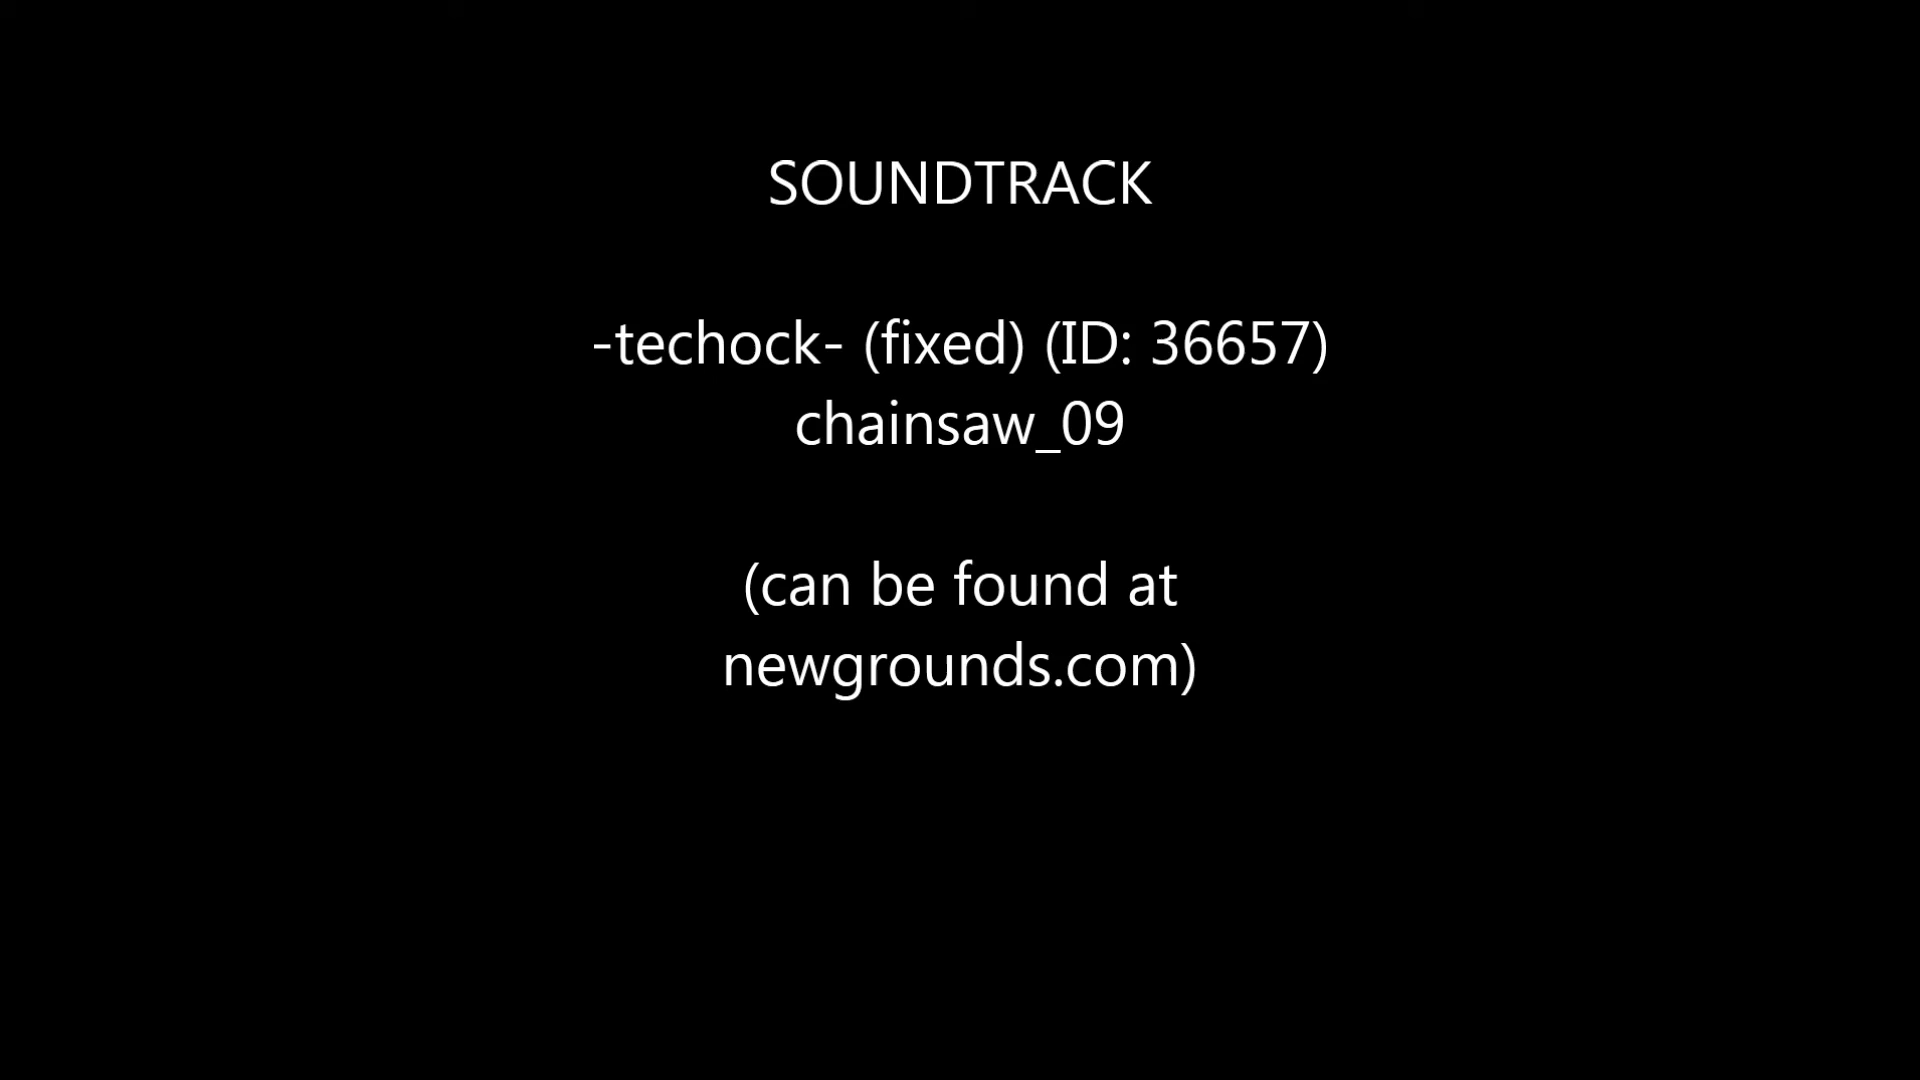 SOUNDTRACK
-techock- (fixed) (ID: 36657)
chainsaw_09
(can be found at
newgrounds.com)